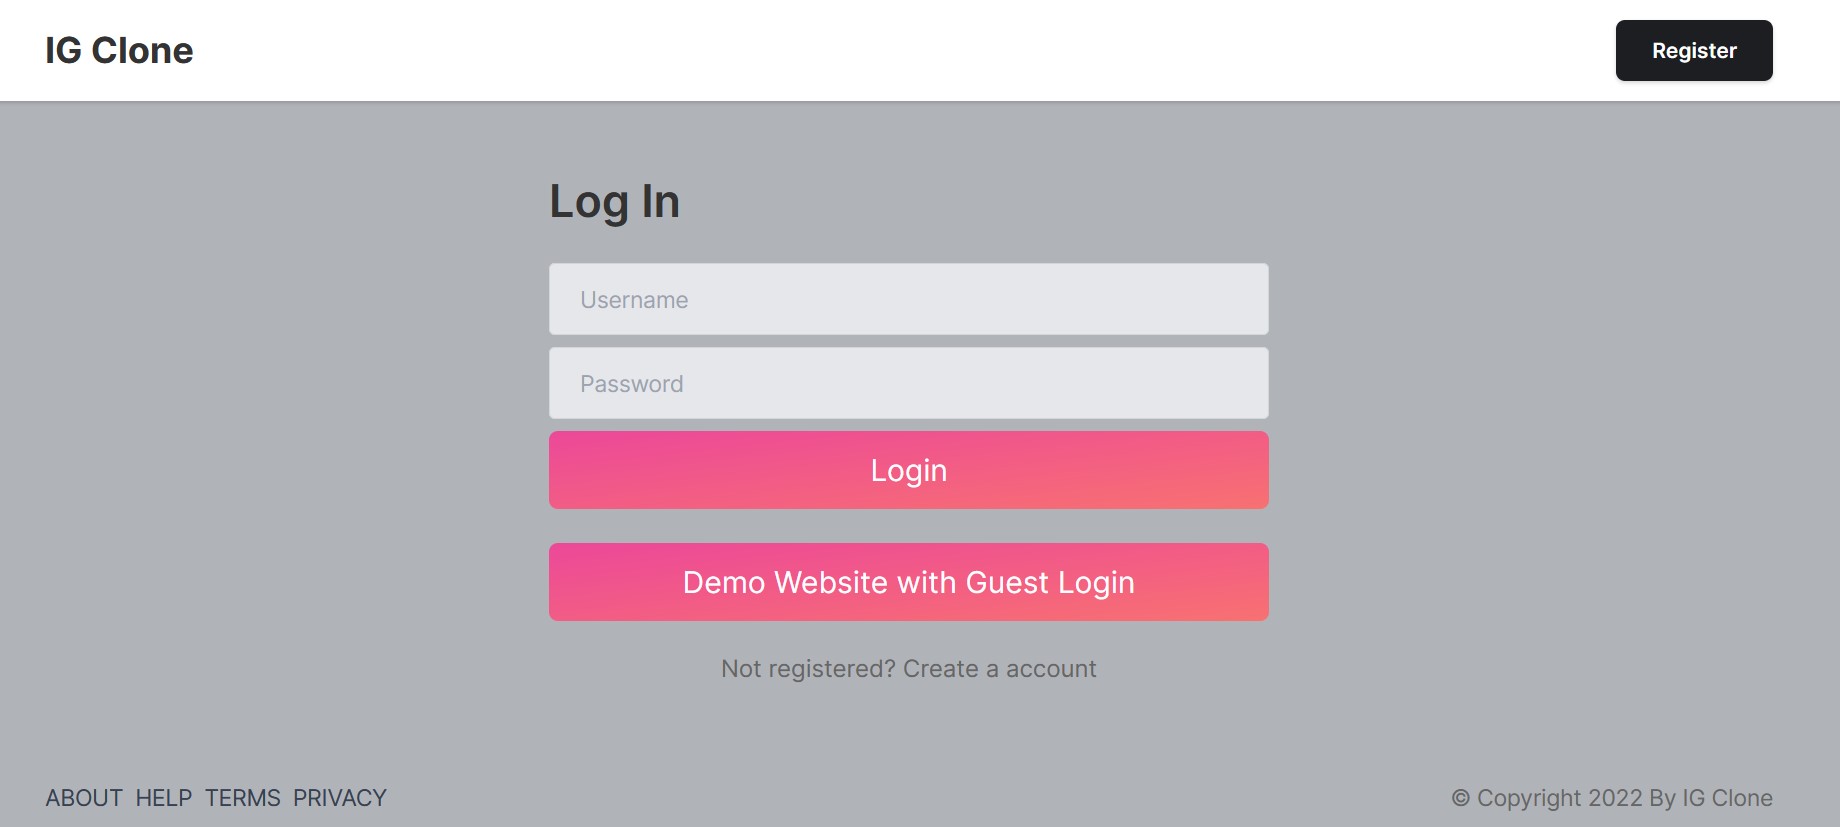 IG Clone
Register
Log In
Username
Password
Login
Demo Website with Guest Login
Not registered? Create a account
ABOUT HELP TERMS PRIVACY
© Copyright 2022 By IG Clone